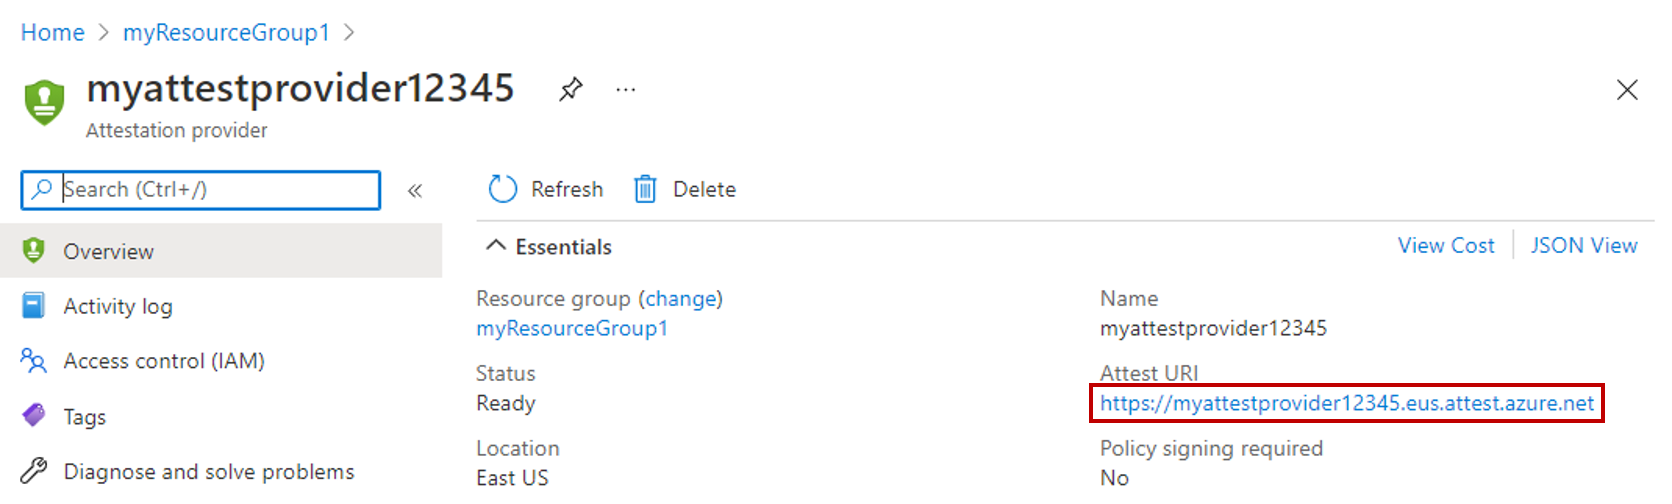 Home > myResourceGroup1 >
myattestprovider12345 ...
Attestation provider
Search (Ctrl+/) «
Overview
Activity log
Access control (IAM)
Tags
Diagnose and solve problems
Refresh Delete
Essentials View Cost JSON View
Resource group (change)
myResourceGroup1
Status
Ready
Location
East US
Name
myattestprovider12345
Attest URI
https://myattestprovider12345.eus.attest.azure.net
Policy signing required
No